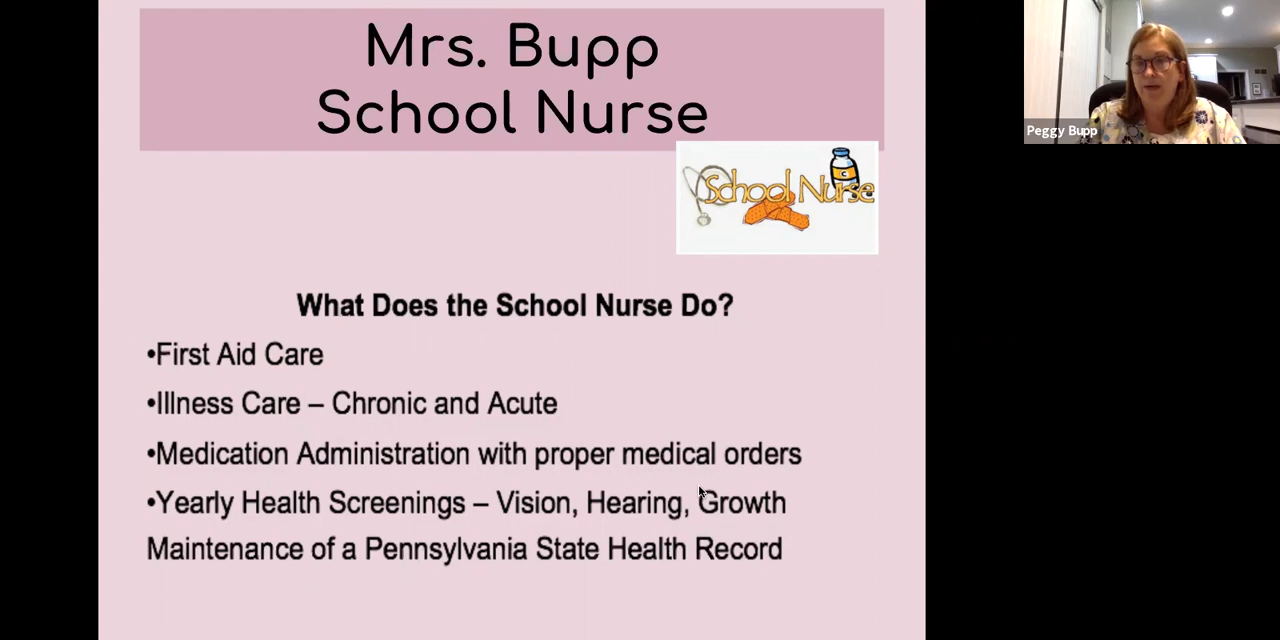 Mrs. Bupp
School Nurse
Peggy Bupp
School Nurse
C
What Does the School Nurse Do?
•First Aid Care
•Illness Care – Chronic and Acute
•Medication Administration with proper medical orders
•Yearly Health Screenings – Vision, Hearing, Growth
Maintenance of a Pennsylvania State Health Record